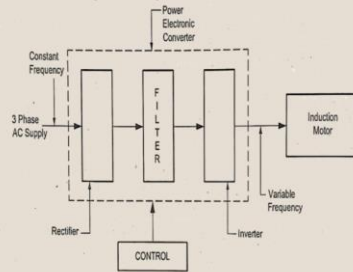 Power
Electronic
Converter
Constant
Frequency
3 Phase
AC Supply
F
I
L
T
E
R
Induction
Motor
Variable
Frequency
Rectifier
Inverter
CONTROL